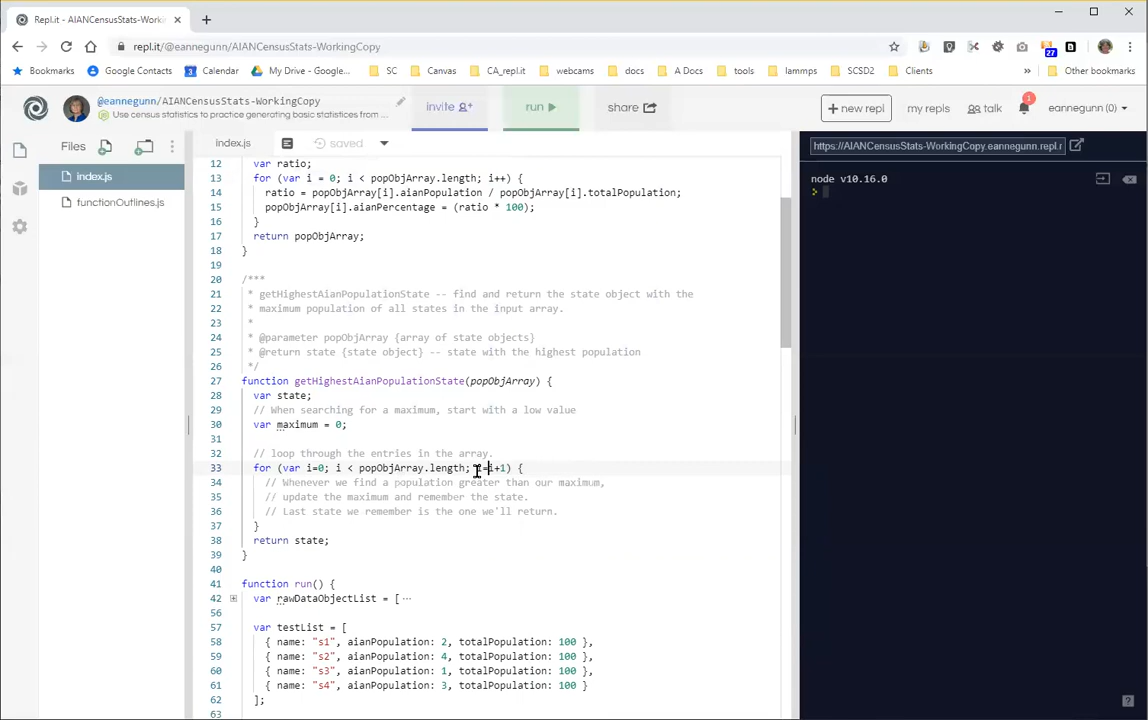 Repl.it - AIANCensusStats-Worki
repl.it/@eannegunn/AIANCensusStats-WorkingCopy
27
Bookmarks Google Contacts 3 Calendar My Drive - Google... SC Canvas CA_repl.it webcams docs A Docs tools lammps SCSD2 Clients » Other bookmarks
@eannegunn/AIANCensusStats-WorkingCopy
Use census statistics to practice generating basic statistics from ...
invite run share + new repl my repls talk 1 eannegunn (0)
Files index.js saved
https://AIANCensusStats-WorkingCopy.eannegunn.repl.r
index.js
functionOutlines.js
node v10.16.0
>
12 var ratio;
13 for (var i = 0; i < popObjArray.length; i++) {
14 ratio = popObjArray[i].aianPopulation / popObjArray[i].totalPopulation;
15 popObjArray[i].aianPercentage = (ratio * 100);
16 }
17 return popObjArray;
18 }
19
20 /***
21 * getHighestAianPopulationState -- find and return the state object with the
22 * maximum population of all states in the input array.
23 *
24 * @parameter popObjArray {array of state objects}
25 * @return state {state object} -- state with the highest population
26 */
27 function getHighestAianPopulationState(popObjArray) {
28 var state;
29 // When searching for a maximum, start with a low value
30 var maximum = 0;
31
32 // loop through the entries in the array.
33 for (var i=0; i < popObjArray.length; i=i+1) {
34 // Whenever we find a population greater than our maximum,
35 // update the maximum and remember the state.
36 // Last state we remember is the one we'll return.
37 }
38 return state;
39 }
40
41 function run() {
42 var rawDataObjectList = [ ...
56
57 var testList = [
58 { name: "s1", aianPopulation: 2, totalPopulation: 100 },
59 { name: "s2", aianPopulation: 4, totalPopulation: 100 },
60 { name: "s3", aianPopulation: 1, totalPopulation: 100 },
61 { name: "s4", aianPopulation: 3, totalPopulation: 100 }
62 ];
63